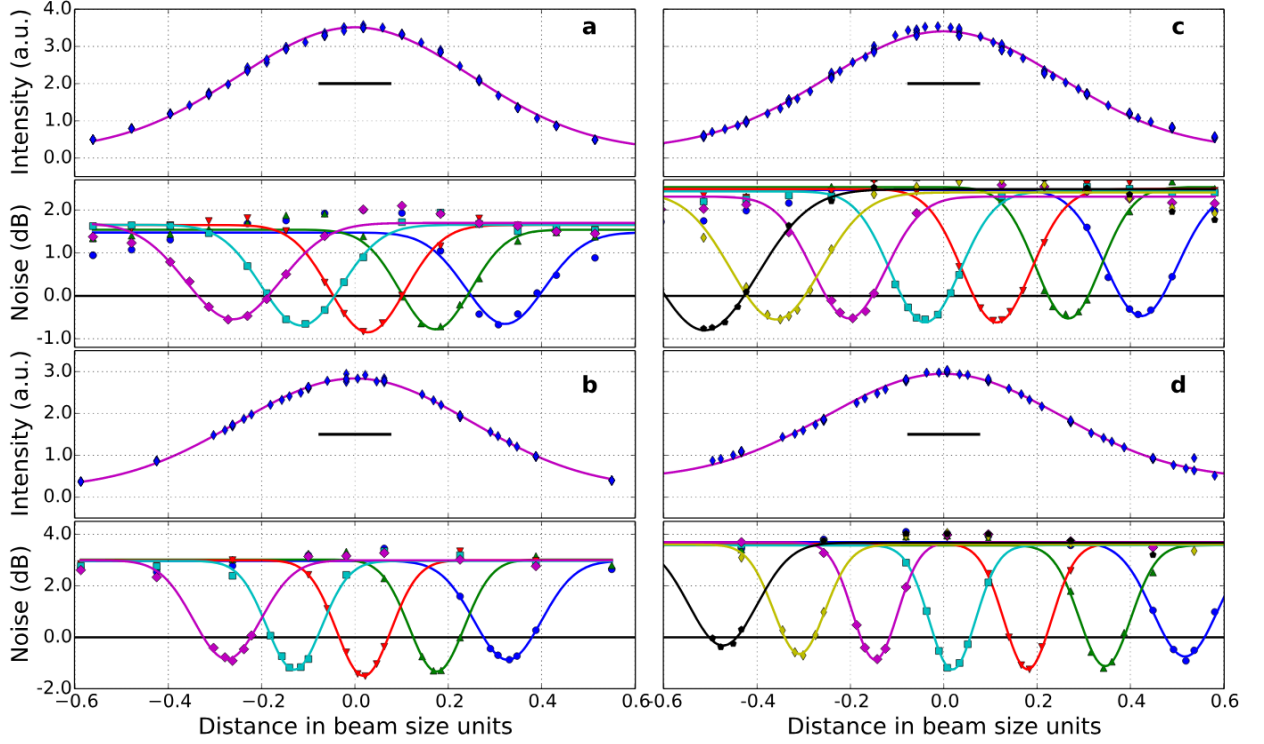 Intensity (a.u.)
4.0
3.0
2.0
1.0
0.0
a
c
Noise (dB)
2.0
1.0
0.0
-1.0
Intensity (a.u.)
3.0
2.0
1.0
0.0
b
d
Noise (dB)
4.0
2.0
0.0
-2.0
−0.6 −0.4 −0.2 0.0 0.2 0.4 0.6
-0.6 -0.4 -0.2 0.0 0.2 0.4 0.6
Distance in beam size units
Distance in beam size units